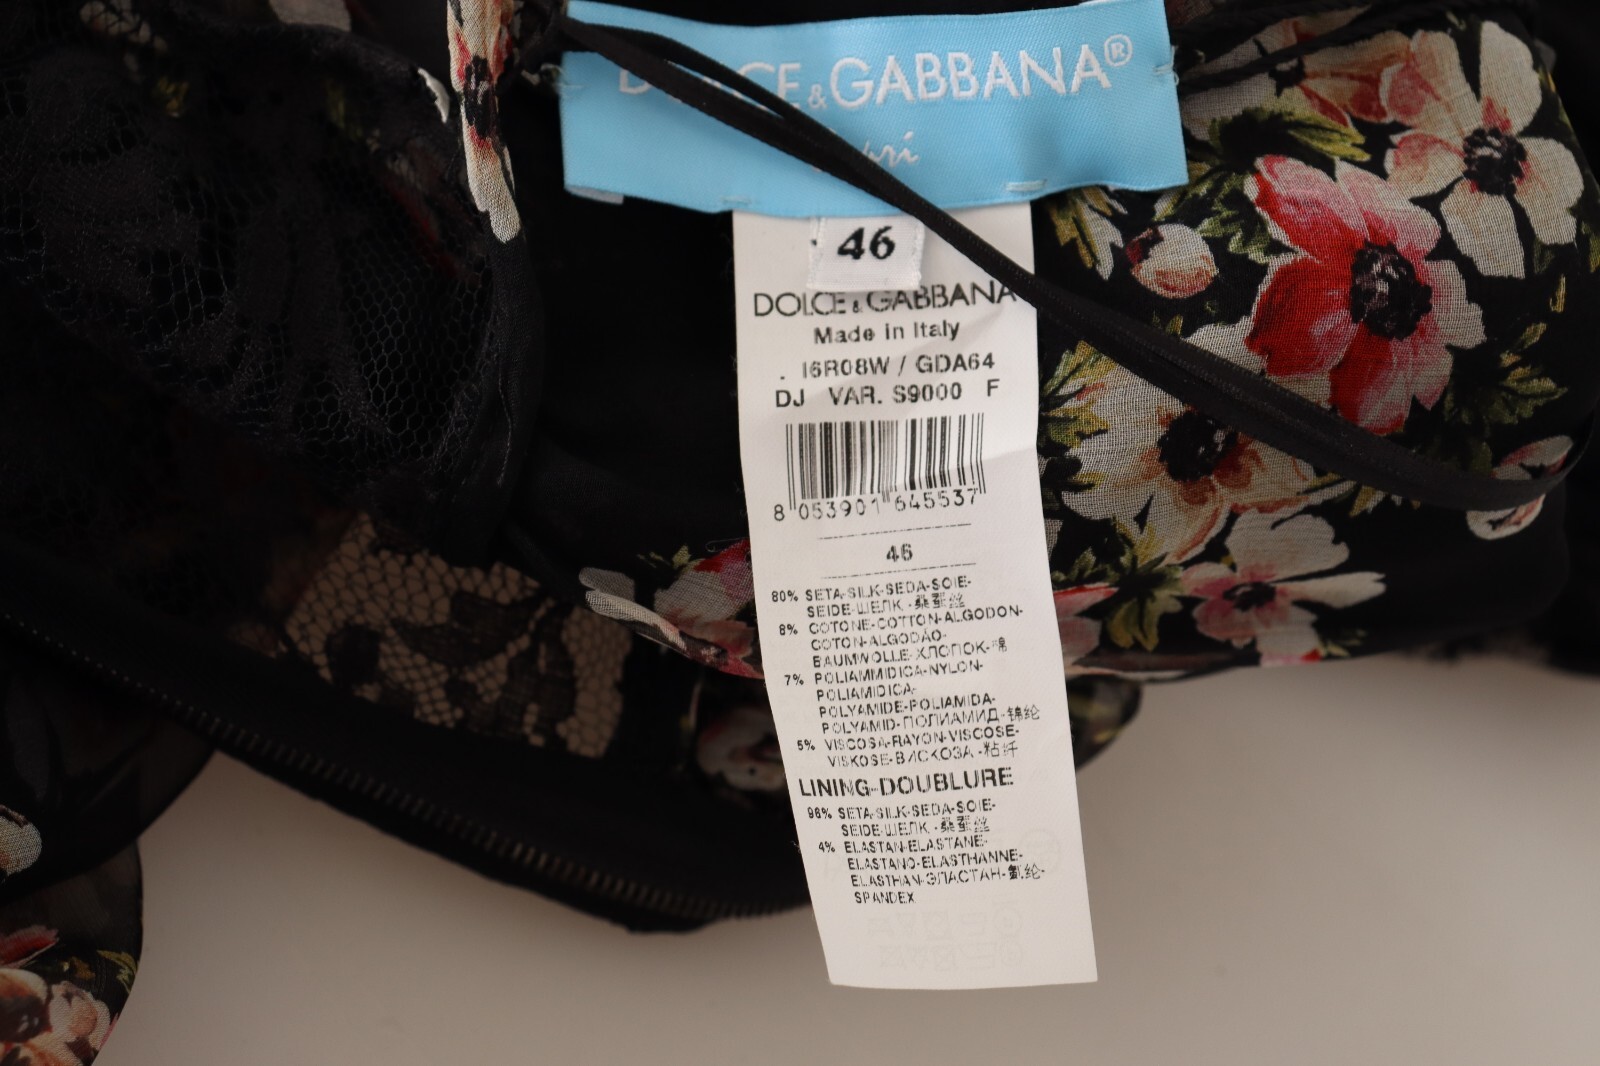 DOLCE&GABBANA®
46
DOLCE&GABBANA
Made in Italy
. I6R08W / GDA64
DJ VAR. S9000 F
8 053901 645537
46
80% SETA-SILK-SEDA-SOIE-
SEIDE-ШЕЛК -桑蚕丝
8% COTONE-COTTON-ALGODON-
COTON-ALGODÃO-
BAUMWOLLE-ХЛОПОК-棉
7% POLIAMMIDICA-NYLON-
POLIAMIDICA-
POLYAMIDE-POLIAMIDA-
POLYAMID-ПОЛИАМИД-锦纶
5% VISCOSA-RAYON-VISCOSE-
VISKOSE-ВИСКОЗА -粘纤
LINING-DOUBLURE
96% SETA-SILK-SEDA-SOIE-
SEIDE-ШЕЛК -桑蚕丝
4% ELASTAN-ELASTANE-
ELASTANO-ELASTHANNE-
ELASTHAN-ЭЛАСТАН-氨纶-
SPANDEX